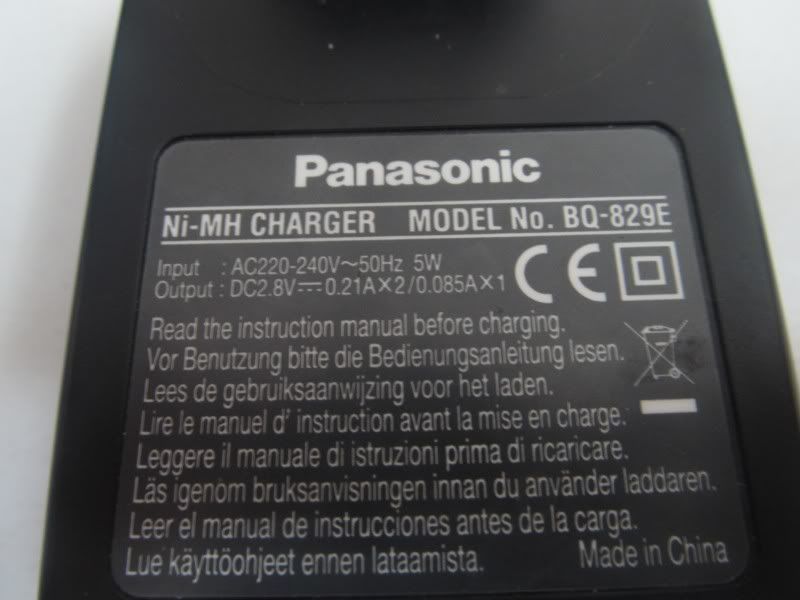 Panasonic
Ni-MH CHARGER MODEL No. BQ-829E
Input : AC220-240V～50Hz 5W
Output : DC2.8V⎓0.21A×2/0.085A×1
CE
Read the instruction manual before charging.
Vor Benutzung bitte die Bedienungsanleitung lesen.
Lees de gebruiksaanwijzing voor het laden.
Lire le manuel d' instruction avant la mise en charge.
Leggere il manuale di istruzioni prima di ricaricare.
Läs igenom bruksanvisningen innan du använder laddaren.
Leer el manual de instrucciones antes de la carga.
Lue käyttöohjeet ennen lataamista. Made in China